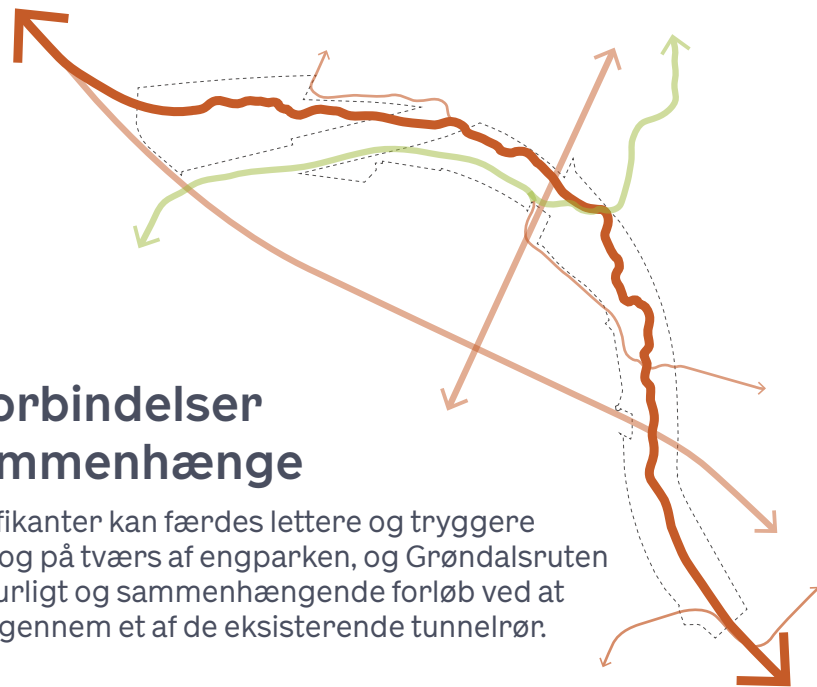 orbindelser
mmenhænge
fikanter kan færdes lettere og tryggere
og på tværs af engparken, og Grøndalsruten
urligt og sammenhængende forløb ved at
gennem et af de eksisterende tunnelrør.